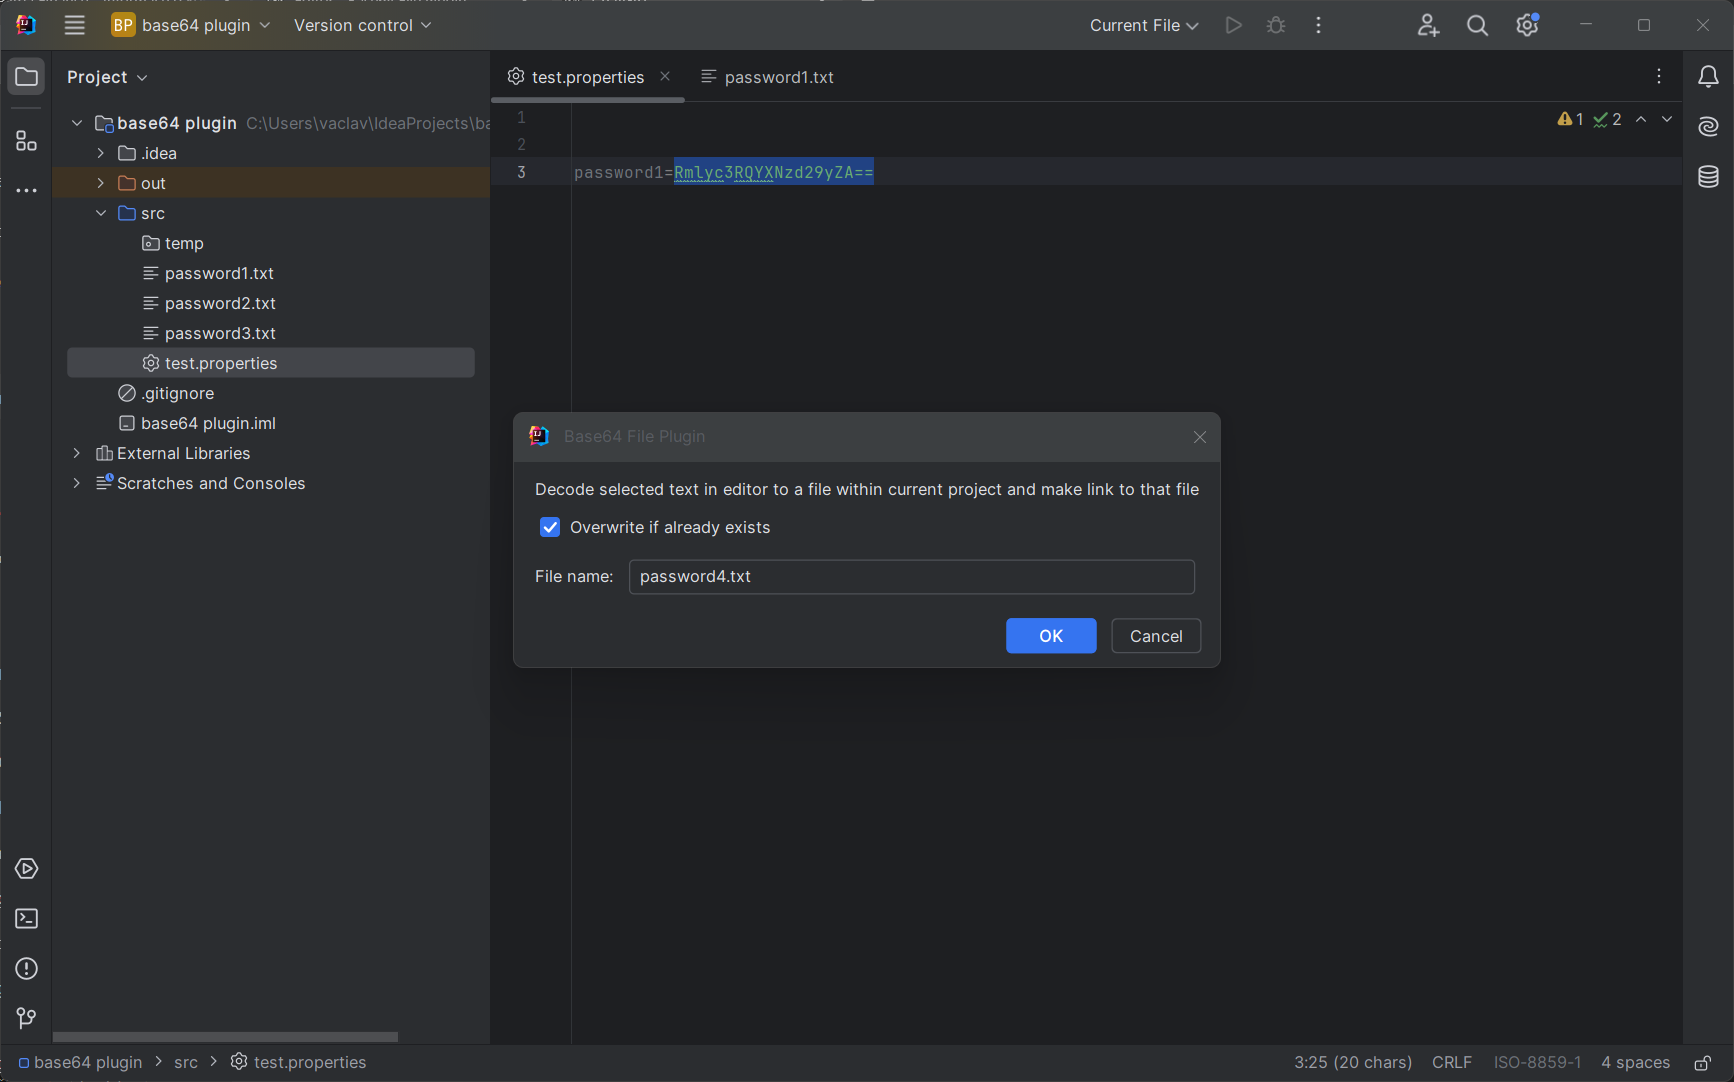 BP base64 plugin Version control Current File
Project
test.properties
password1.txt
base64 plugin C:\Users\vaclav\IdeaProjects\ba
.idea
out
src
temp
password1.txt
password2.txt
password3.txt
test.properties
.gitignore
base64 plugin.iml
External Libraries
Scratches and Consoles
1
2
3 password1=Rmlyc3RQYXNzd29yZA==
1 2
Base64 File Plugin
Decode selected text in editor to a file within current project and make link to that file
Overwrite if already exists
File name: password4.txt
OK Cancel
base64 plugin src test.properties 3:25 (20 chars) CRLF ISO-8859-1 4 spaces